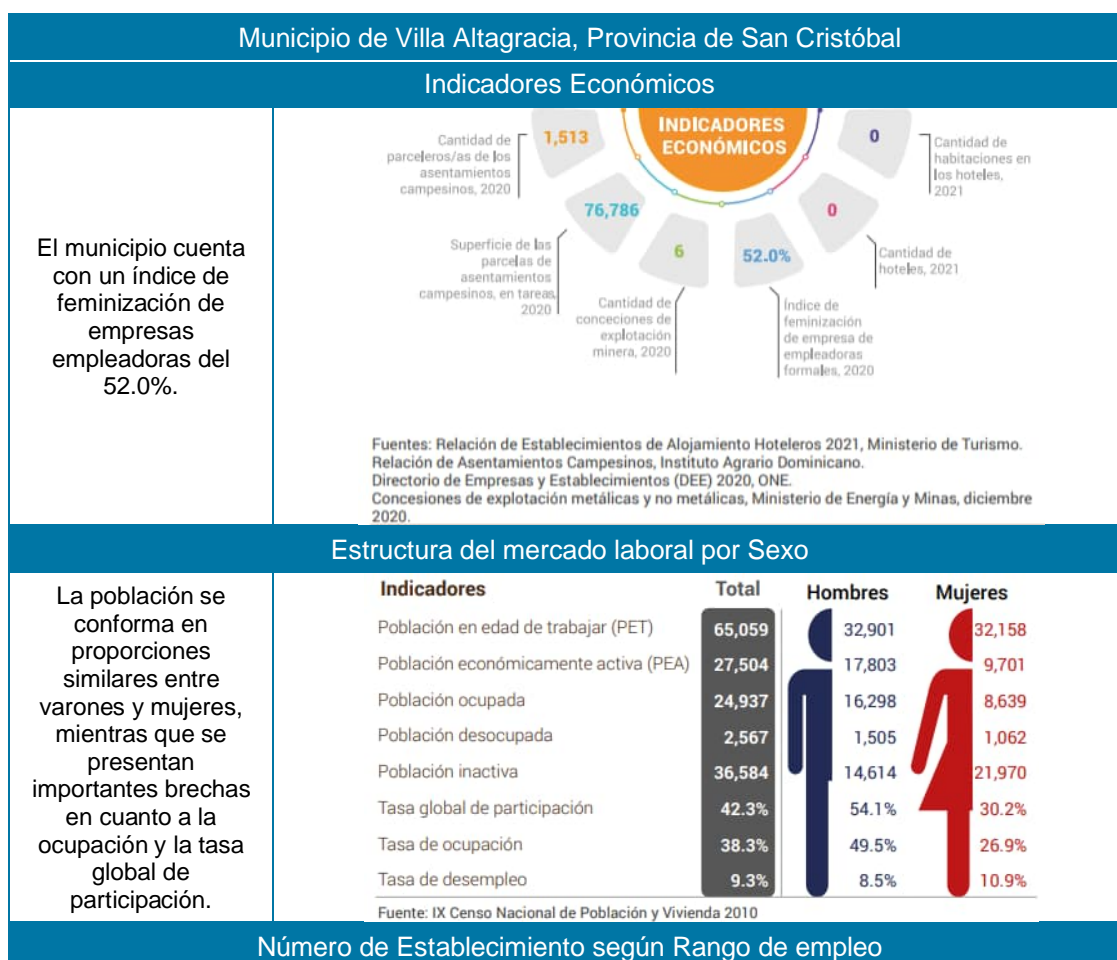 Municipio de Villa Altagracia, Provincia de San Cristóbal
Indicadores Económicos
El municipio cuenta
con un índice de
feminización de
empresas
empleadoras del
52.0%.
INDICADORES
ECONÓMICOS
Cantidad de
parceleros/as de los
asentamientos
campesinos, 2020
1,513
76,786
Superficie de las
parcelas de
asentamientos
campesinos, en tareas,
2020
6
Cantidad de
conceciones de
explotación
minera, 2020
52.0%
Índice de
feminización
de empresa de
empleadoras
formales, 2020
0
Cantidad de
hoteles, 2021
0
Cantidad de
habitaciones en
los hoteles,
2021
Fuentes: Relación de Establecimientos de Alojamiento Hoteleros 2021, Ministerio de Turismo.
Relación de Asentamientos Campesinos, Instituto Agrario Dominicano.
Directorio de Empresas y Establecimientos (DEE) 2020, ONE.
Concesiones de explotación metálicas y no metálicas, Ministerio de Energía y Minas, diciembre
2020.
Estructura del mercado laboral por Sexo
La población se
conforma en
proporciones
similares entre
varones y mujeres,
mientras que se
presentan
importantes brechas
en cuanto a la
ocupación y la tasa
global de
participación.
Indicadores Total Hombres Mujeres
Población en edad de trabajar (PET) 65,059 32,901 32,158
Población económicamente activa (PEA) 27,504 17,803 9,701
Población ocupada 24,937 16,298 8,639
Población desocupada 2,567 1,505 1,062
Población inactiva 36,584 14,614 21,970
Tasa global de participación 42.3% 54.1% 30.2%
Tasa de ocupación 38.3% 49.5% 26.9%
Tasa de desempleo 9.3% 8.5% 10.9%
Fuente: IX Censo Nacional de Población y Vivienda 2010
Número de Establecimiento según Rango de empleo